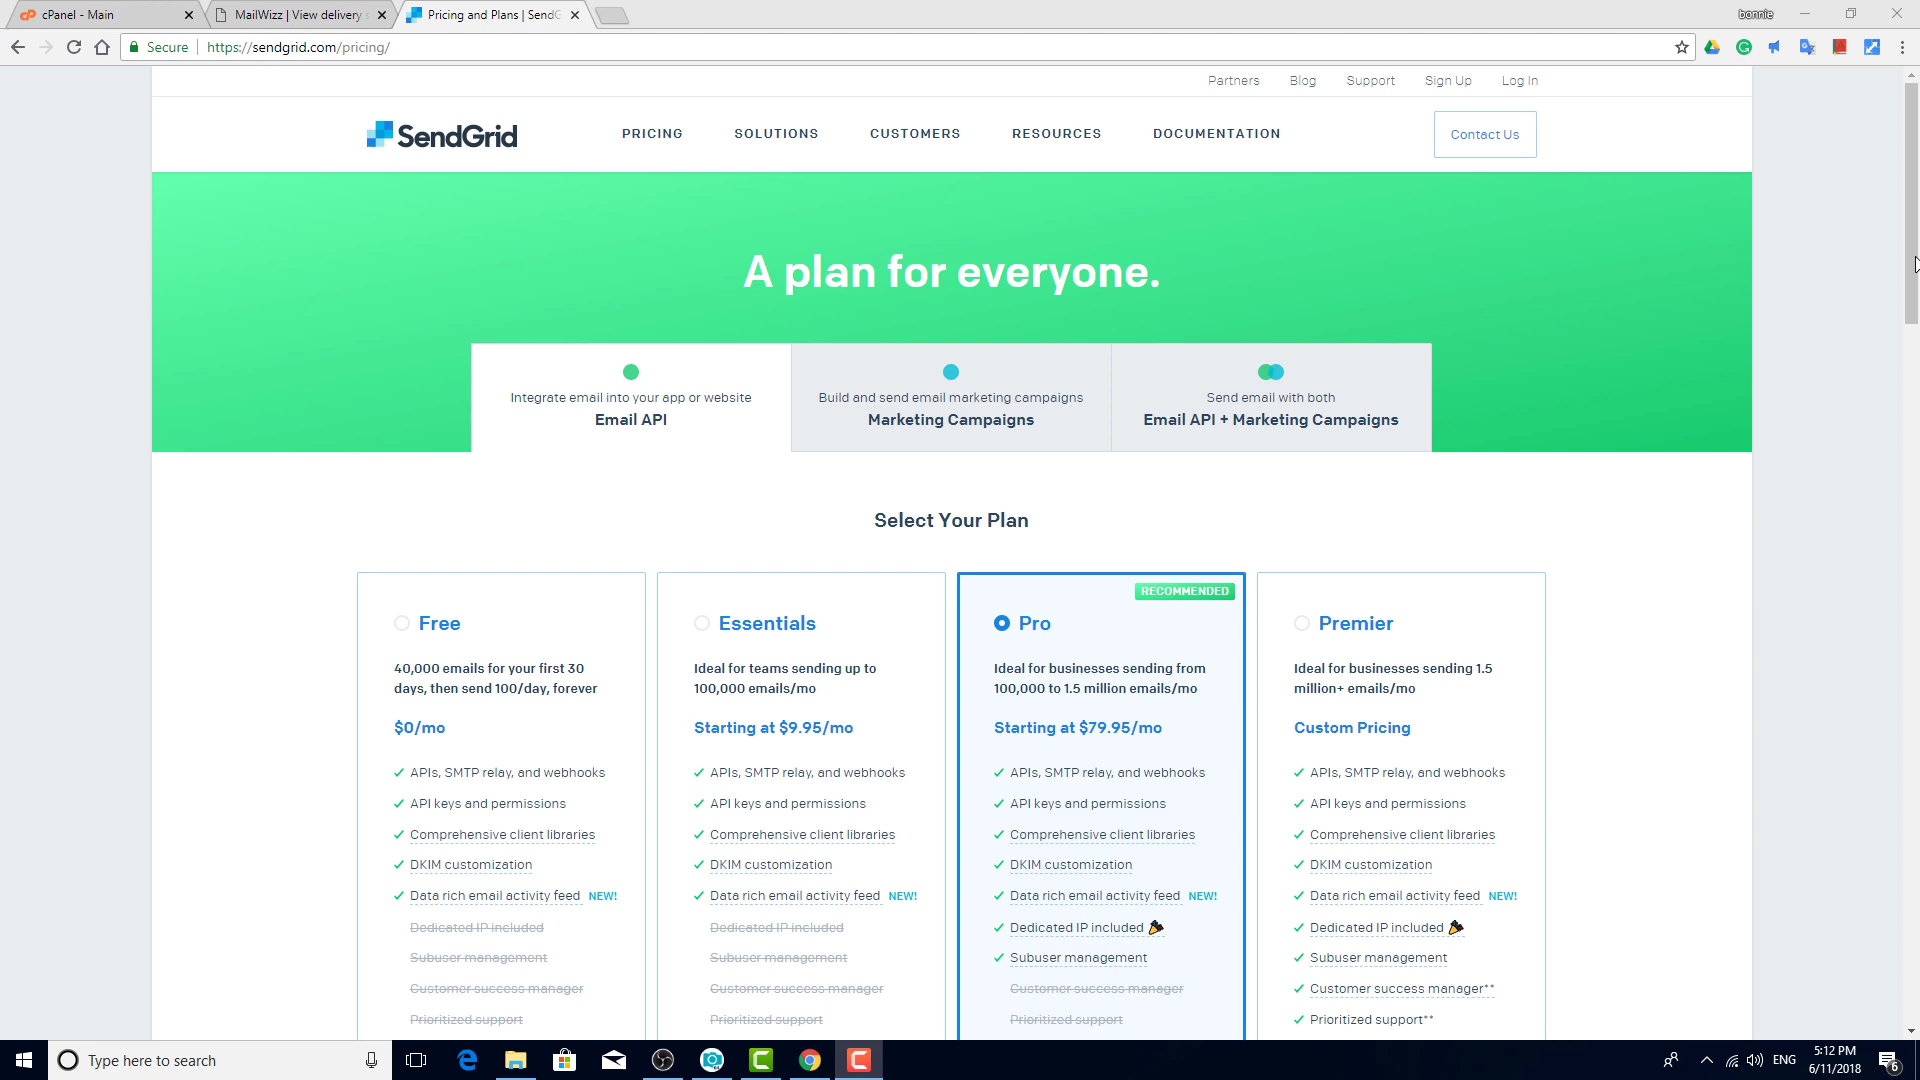 cPanel - Main
MailWizz | View delivery s
Pricing and Plans | SendG
bonnie
Secure
https://sendgrid.com/pricing/
Partners Blog Support Sign Up Log In
SendGrid
PRICING SOLUTIONS CUSTOMERS RESOURCES DOCUMENTATION
Contact Us
A plan for everyone.
Integrate email into your app or website
Email API
Build and send email marketing campaigns
Marketing Campaigns
Send email with both
Email API + Marketing Campaigns
Select Your Plan
Free
40,000 emails for your first 30
days, then send 100/day, forever
$0/mo
APIs, SMTP relay, and webhooks
API keys and permissions
Comprehensive client libraries
DKIM customization
Data rich email activity feed NEW!
Dedicated IP included
Subuser management
Customer success manager
Prioritized support
Essentials
Ideal for teams sending up to
100,000 emails/mo
Starting at $9.95/mo
APIs, SMTP relay, and webhooks
API keys and permissions
Comprehensive client libraries
DKIM customization
Data rich email activity feed NEW!
Dedicated IP included
Subuser management
Customer success manager
Prioritized support
RECOMMENDED
Pro
Ideal for businesses sending from
100,000 to 1.5 million emails/mo
Starting at $79.95/mo
APIs, SMTP relay, and webhooks
API keys and permissions
Comprehensive client libraries
DKIM customization
Data rich email activity feed NEW!
Dedicated IP included
Subuser management
Customer success manager
Prioritized support
Premier
Ideal for businesses sending 1.5
million+ emails/mo
Custom Pricing
APIs, SMTP relay, and webhooks
API keys and permissions
Comprehensive client libraries
DKIM customization
Data rich email activity feed NEW!
Dedicated IP included
Subuser management
Customer success manager**
Prioritized support**
Type here to search
ENG
5:12 PM
6/11/2018
6